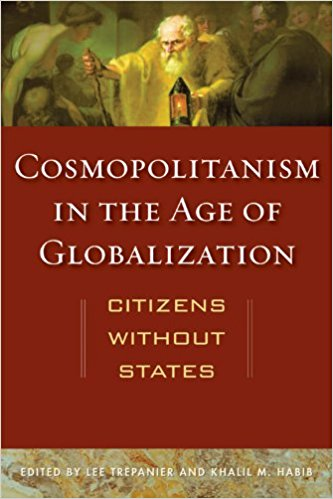 COSMOPOLITANISM
IN THE AGE OF
GLOBALIZATION
CITIZENS
WITHOUT
STATES
EDITED BY LEE TREPANIER AND KHALIL M. HABIB